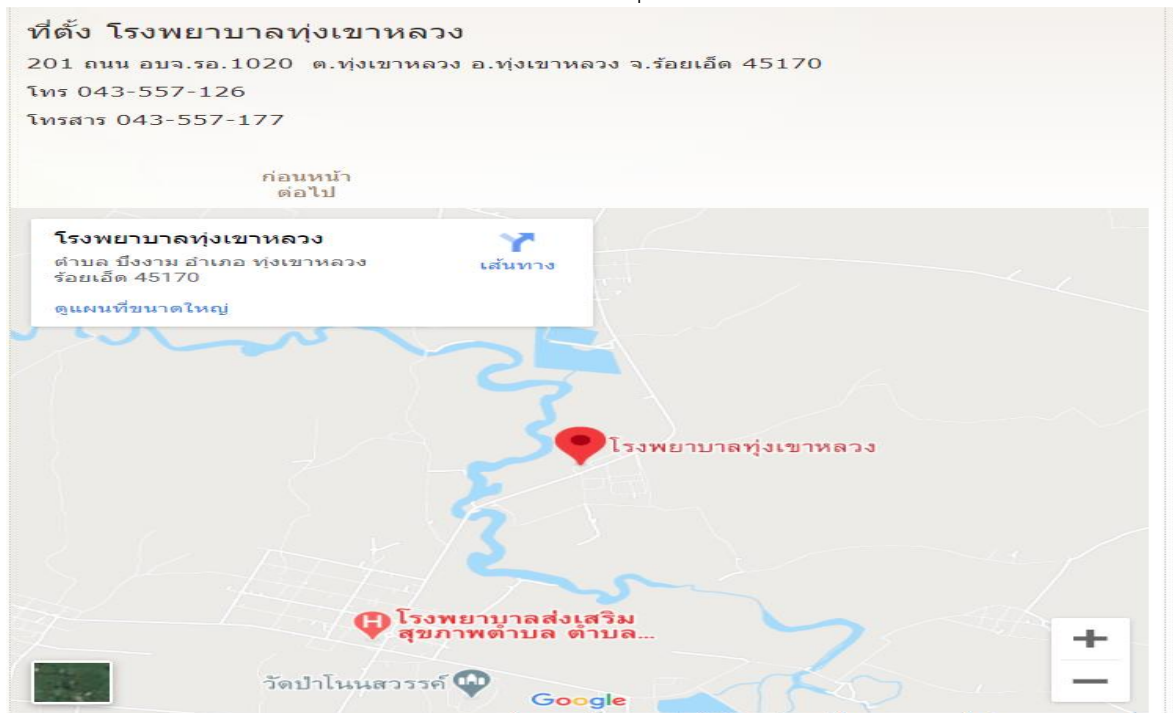 ที่ตั้ง โรงพยาบาลทุ่งเขาหลวง
201 ถนน อบจ.รอ.1020 ต.ทุ่งเขาหลวง อ.ทุ่งเขาหลวง จ.ร้อยเอ็ด 45170
โทร 043-557-126
โทรสาร 043-557-177
ก่อนหน้า
ต่อไป
โรงพยาบาลทุ่งเขาหลวง
ตำบล บึงงาม อำเภอ ทุ่งเขาหลวง
ร้อยเอ็ด 45170
เส้นทาง
ดูแผนที่ขนาดใหญ่
โรงพยาบาลทุ่งเขาหลวง
H
โรงพยาบาลส่งเสริม
สุขภาพตำบล ตำบล...
วัดป่าโนนสวรรค์
Google
+
−